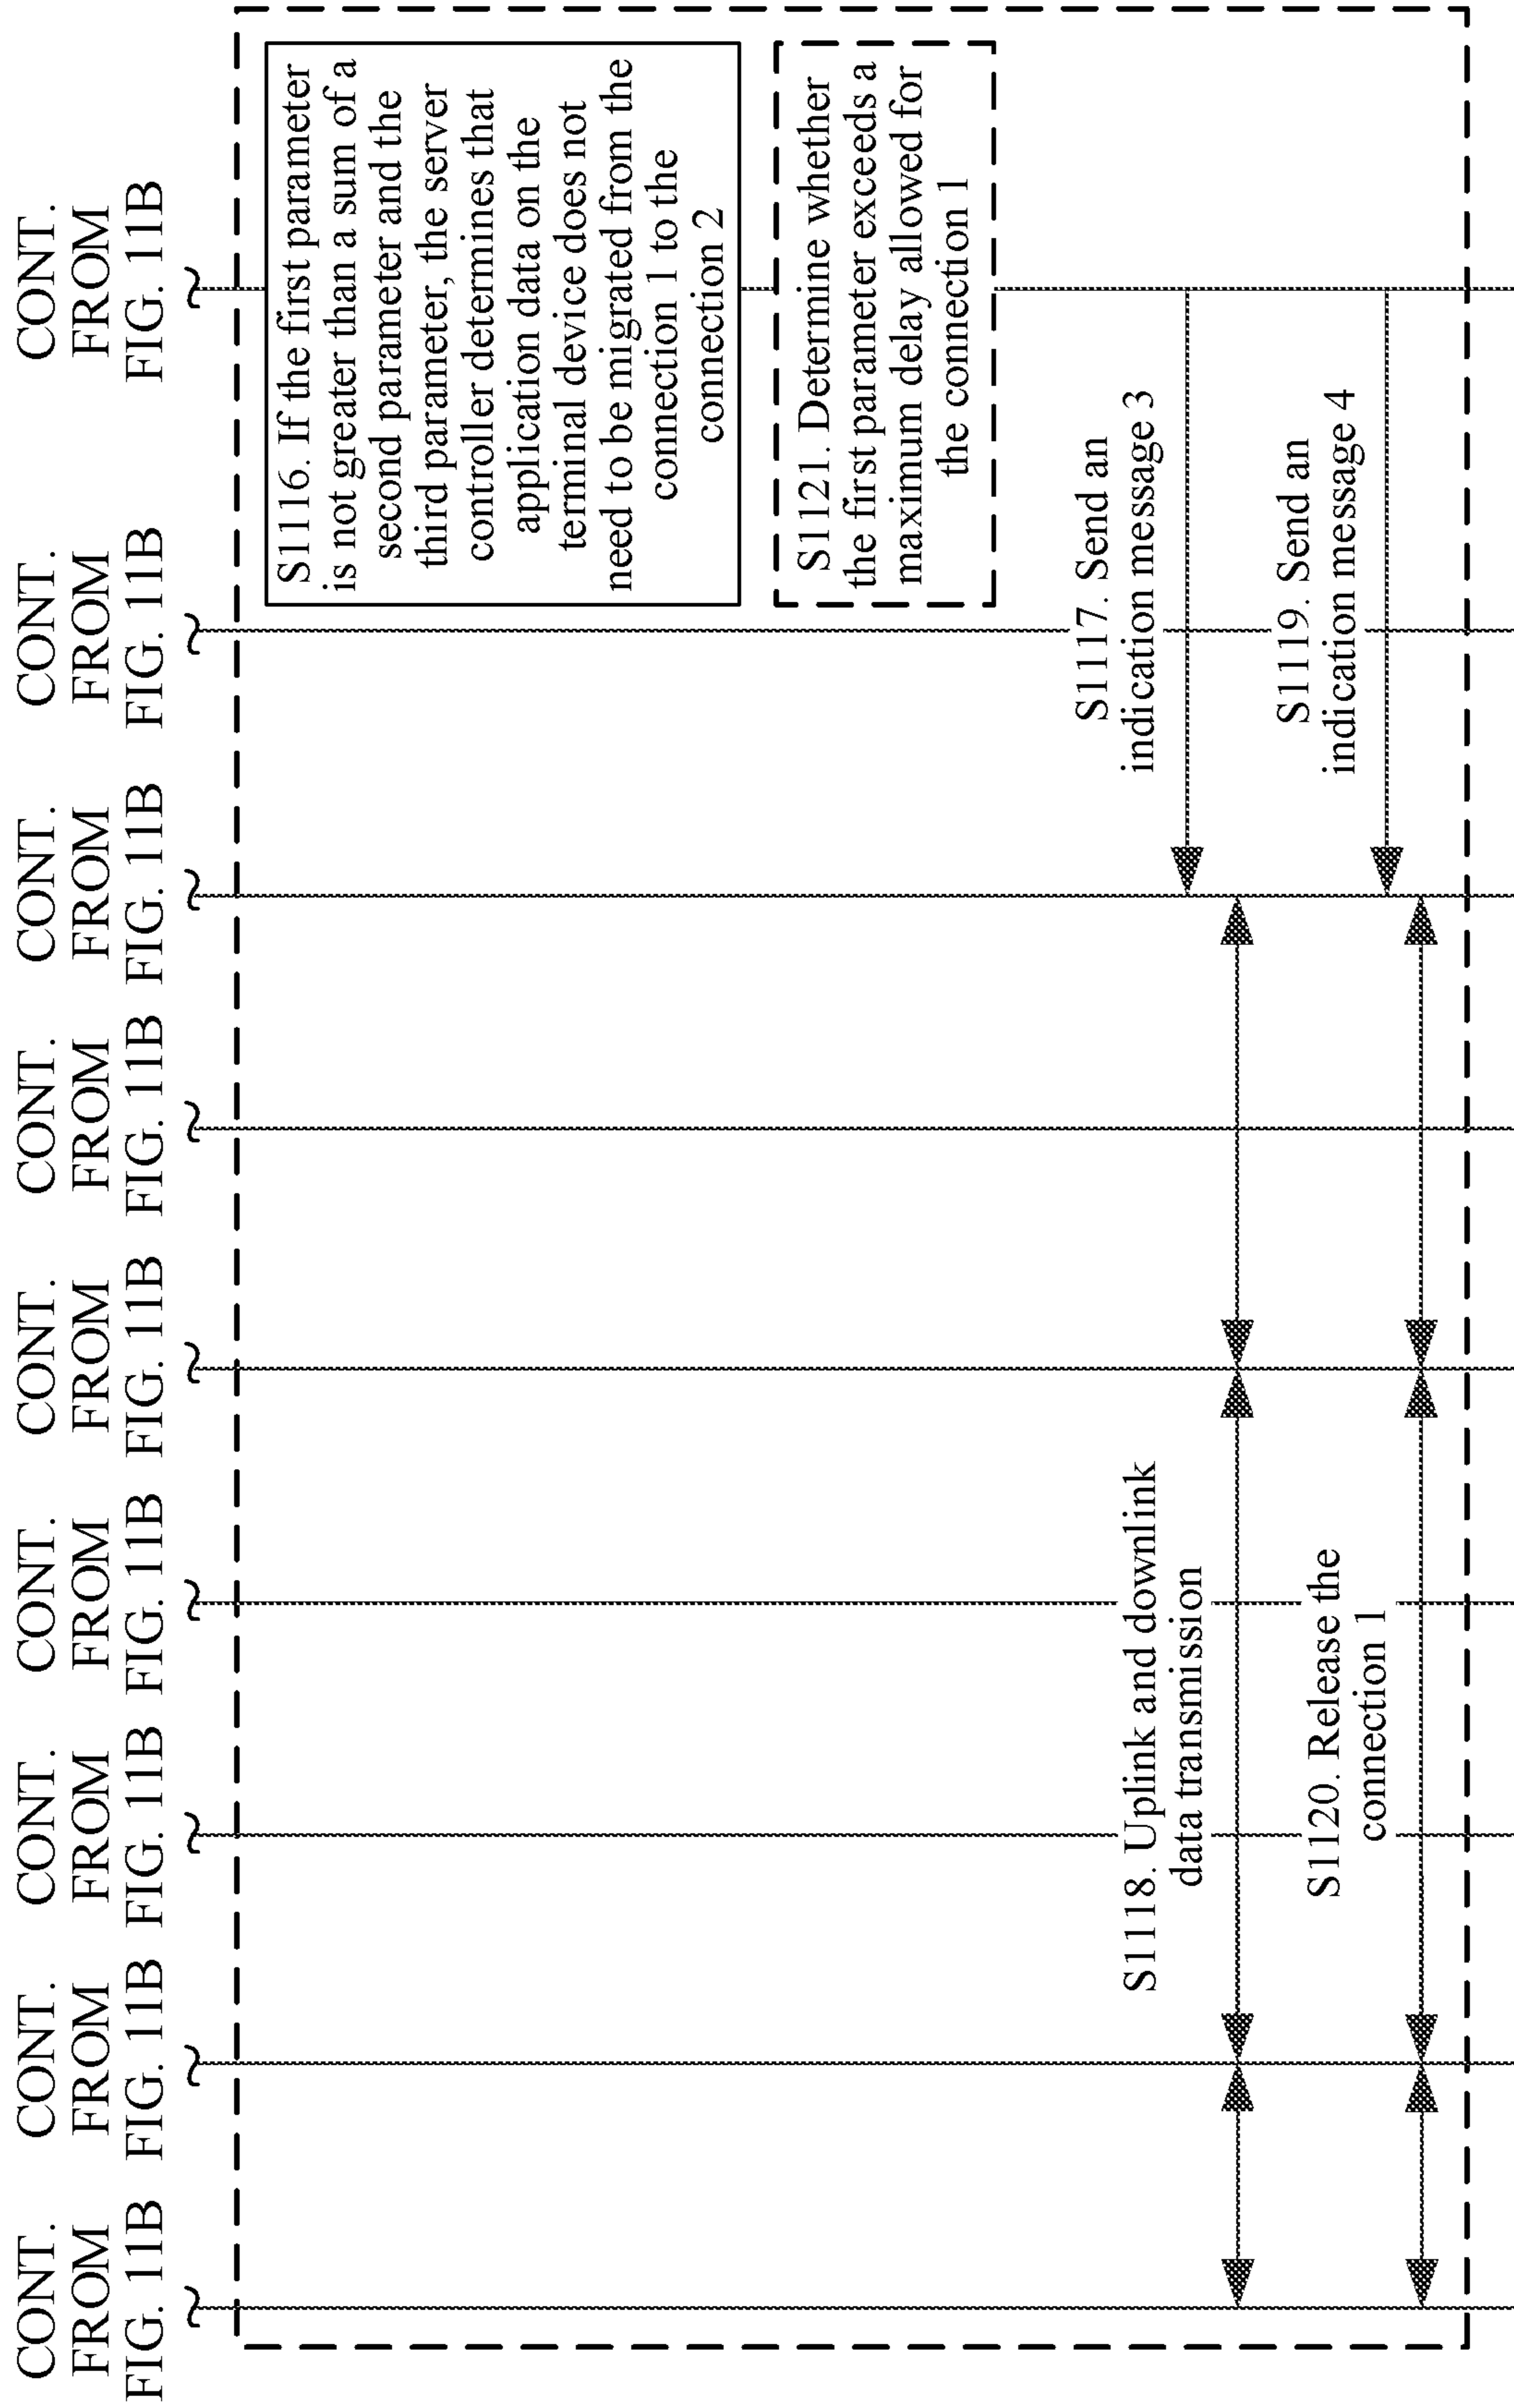 CONT.
FROM
FIG. 11B
CONT.
FROM
FIG. 11B
CONT.
FROM
FIG. 11B
CONT.
FROM
FIG. 11B
CONT.
FROM
FIG. 11B
CONT.
FROM
FIG. 11B
CONT.
FROM
FIG. 11B
CONT.
FROM
FIG. 11B
CONT.
FROM
FIG. 11B
S1116. If the first parameter
is not greater than a sum of a
second parameter and the
third parameter, the server
controller determines that
application data on the
terminal device does not
need to be migrated from the
connection 1 to the
connection 2
S1121. Determine whether
the first parameter exceeds a
maximum delay allowed for
the connection 1
S1117. Send an
indication message 3
S1118. Uplink and downlink
data transmission
S1119. Send an
indication message 4
S1120. Release the
connection 1